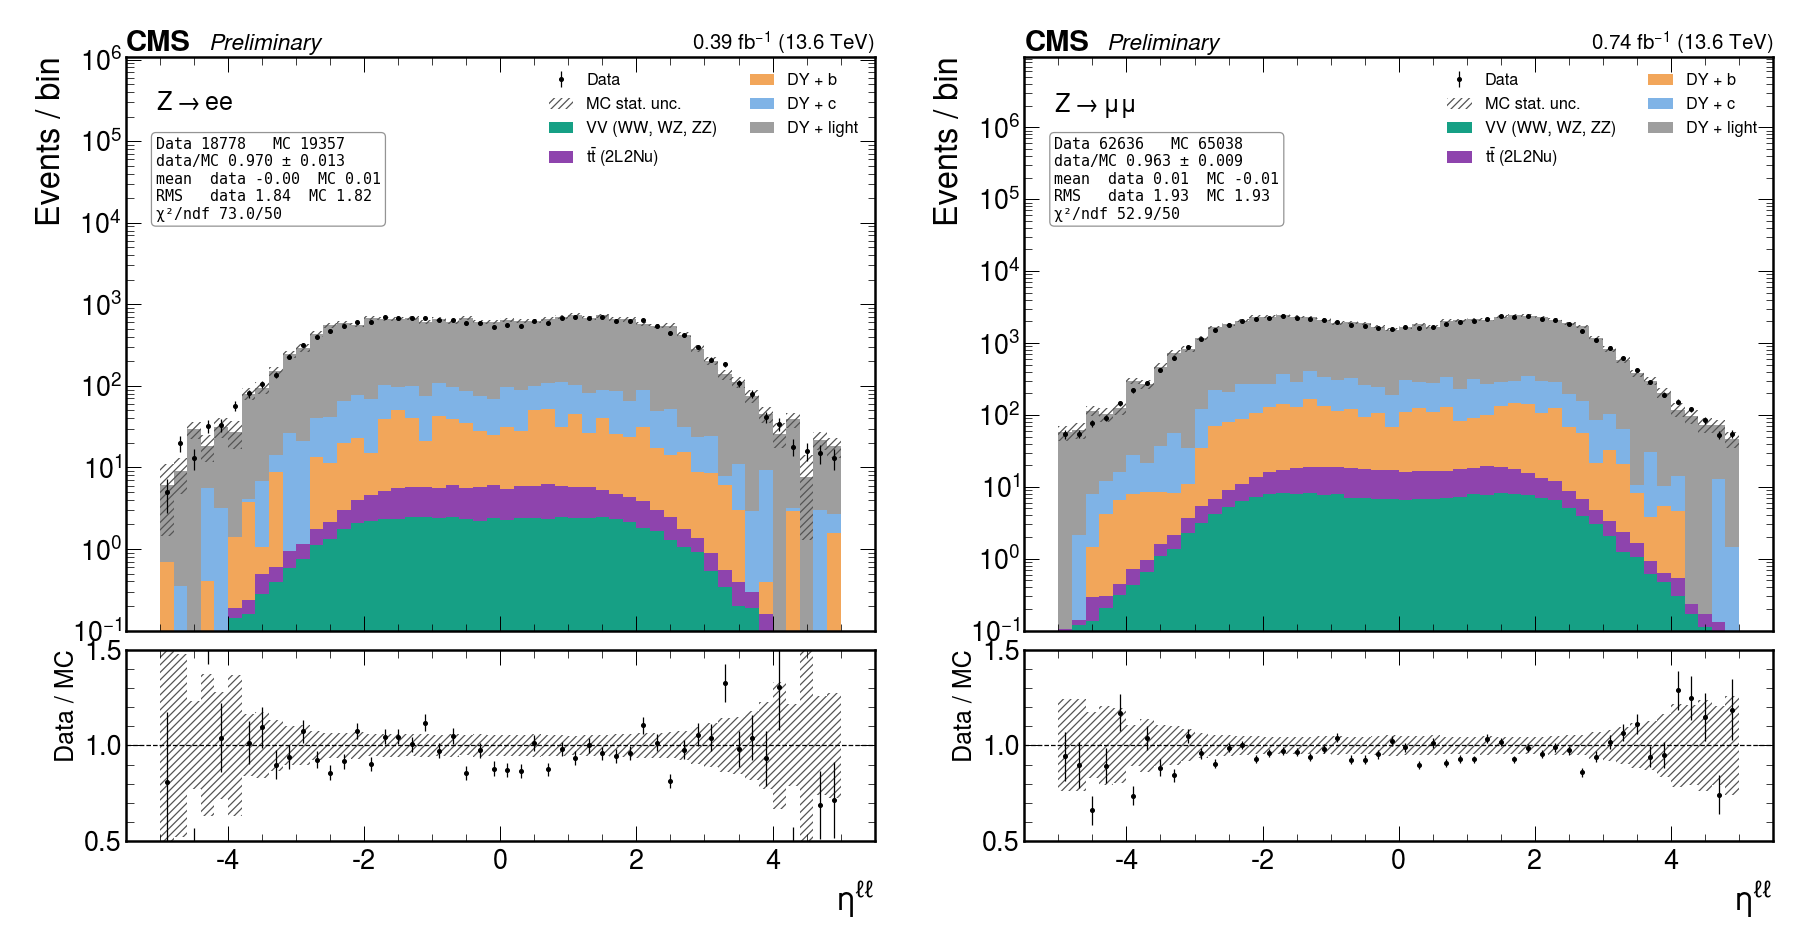 CMS Preliminary 0.39 fb⁻¹ (13.6 TeV)
Events / bin
10⁶
10⁵
10⁴
10³
10²
10¹
10⁰
10⁻¹
Z → ee
Data 18778 MC 19357
data/MC 0.970 ± 0.013
mean data -0.00 MC 0.01
RMS data 1.84 MC 1.82
χ²/ndf 73.0/50
Data
MC stat. unc.
VV (WW, WZ, ZZ)
tt̄ (2L2Nu)
DY + b
DY + c
DY + light
Data / MC
1.5
1.0
0.5
-4 -2 0 2 4
η^ℓℓ
CMS Preliminary 0.74 fb⁻¹ (13.6 TeV)
Events / bin
10⁶
10⁵
10⁴
10³
10²
10¹
10⁰
10⁻¹
Z → μμ
Data 62636 MC 65038
data/MC 0.963 ± 0.009
mean data 0.01 MC -0.01
RMS data 1.93 MC 1.93
χ²/ndf 52.9/50
Data
MC stat. unc.
VV (WW, WZ, ZZ)
tt̄ (2L2Nu)
DY + b
DY + c
DY + light
Data / MC
1.5
1.0
0.5
-4 -2 0 2 4
η^ℓℓ